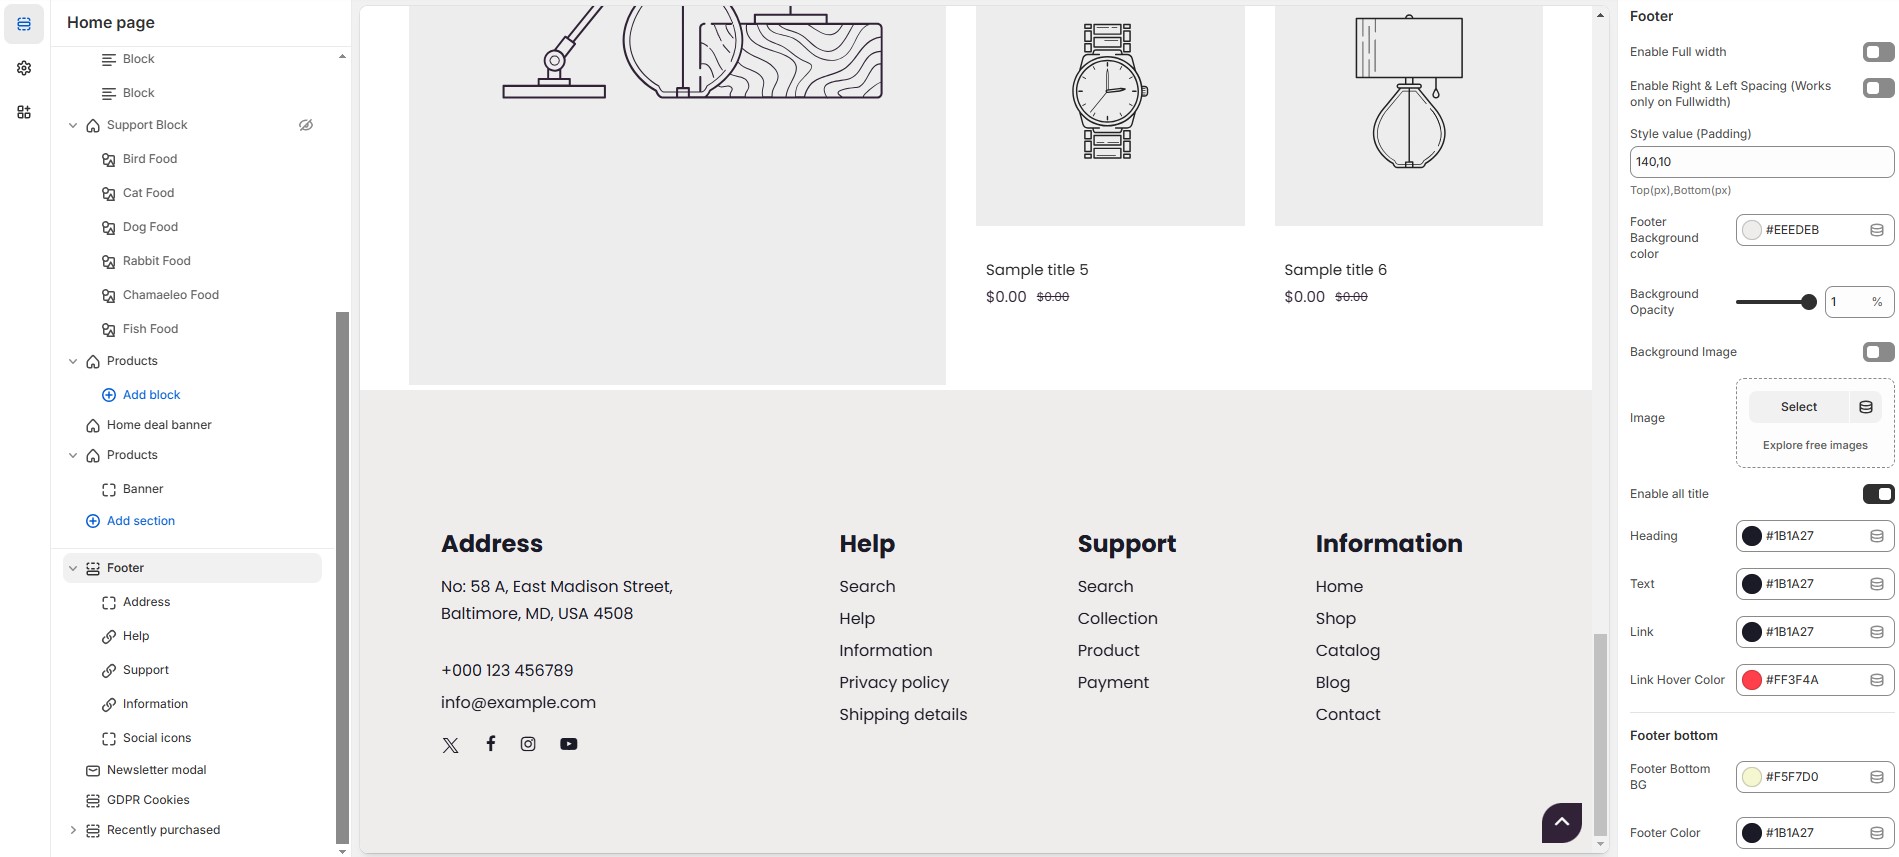 Home page
Block
Block
Support Block
Bird Food
Cat Food
Dog Food
Rabbit Food
Chamaeleo Food
Fish Food
Products
Add block
Home deal banner
Products
Banner
Add section
Footer
Address
Help
Support
Information
Social icons
Newsletter modal
GDPR Cookies
Recently purchased
Sample title 5
$0.00 $0.00
Sample title 6
$0.00 $0.00
Address
No: 58 A, East Madison Street,
Baltimore, MD, USA 4508
+000 123 456789
info@example.com
Help
Search
Help
Information
Privacy policy
Shipping details
Support
Search
Collection
Product
Payment
Information
Home
Shop
Catalog
Blog
Contact
Footer
Enable Full width
Enable Right & Left Spacing (Works
only on Fullwidth)
Style value (Padding)
140,10
Top(px),Bottom(px)
Footer
Background
color
#EEEDEB
Background
Opacity
1 %
Background Image
Image
Select
Explore free images
Enable all title
Heading
#1B1A27
Text
#1B1A27
Link
#1B1A27
Link Hover Color
#FF3F4A
Footer bottom
Footer Bottom
BG
#F5F7D0
Footer Color
#1B1A27